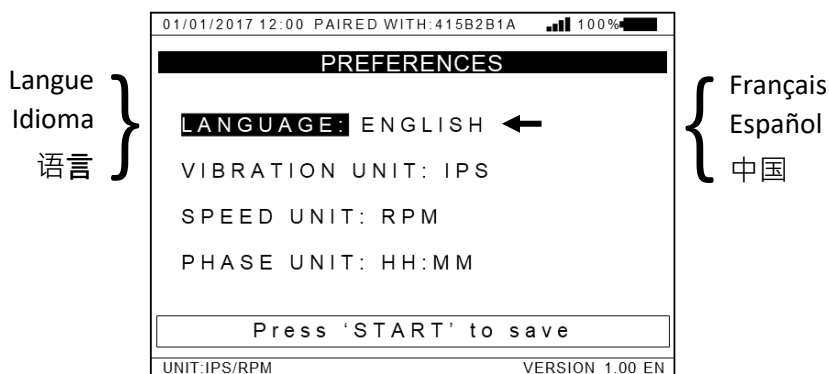 01/01/2017 12:00 PAIRED WITH:415B2B1A 100%
PREFERENCES
Langue
Idioma
语言
LANGUAGE: ENGLISH
VIBRATION UNIT: IPS
SPEED UNIT: RPM
PHASE UNIT: HH:MM
Français
Español
中国
Press ‘START’ to save
UNIT:IPS/RPM VERSION 1.00 EN